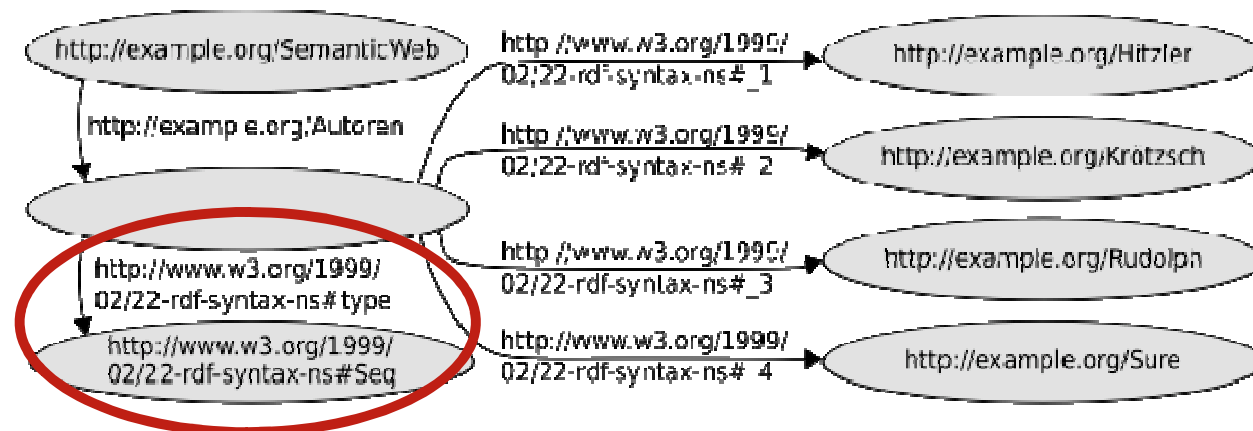 http://example.org/SemanticWeb
http://example.org/Autoren
http://www.w3.org/1999/
02/22-rdf-syntax-ns#type
http://www.w3.org/1999/
02/22-rdf-syntax-ns#Seq
http://www.w3.org/1999/
02/22-rdf-syntax-ns#_1
http://example.org/Hitzler
http://www.w3.org/1999/
02/22-rdf-syntax-ns#_2
http://example.org/Krötzsch
http://www.w3.org/1999/
02/22-rdf-syntax-ns#_3
http://example.org/Rudolph
http://www.w3.org/1999/
02/22-rdf-syntax-ns#_4
http://example.org/Sure